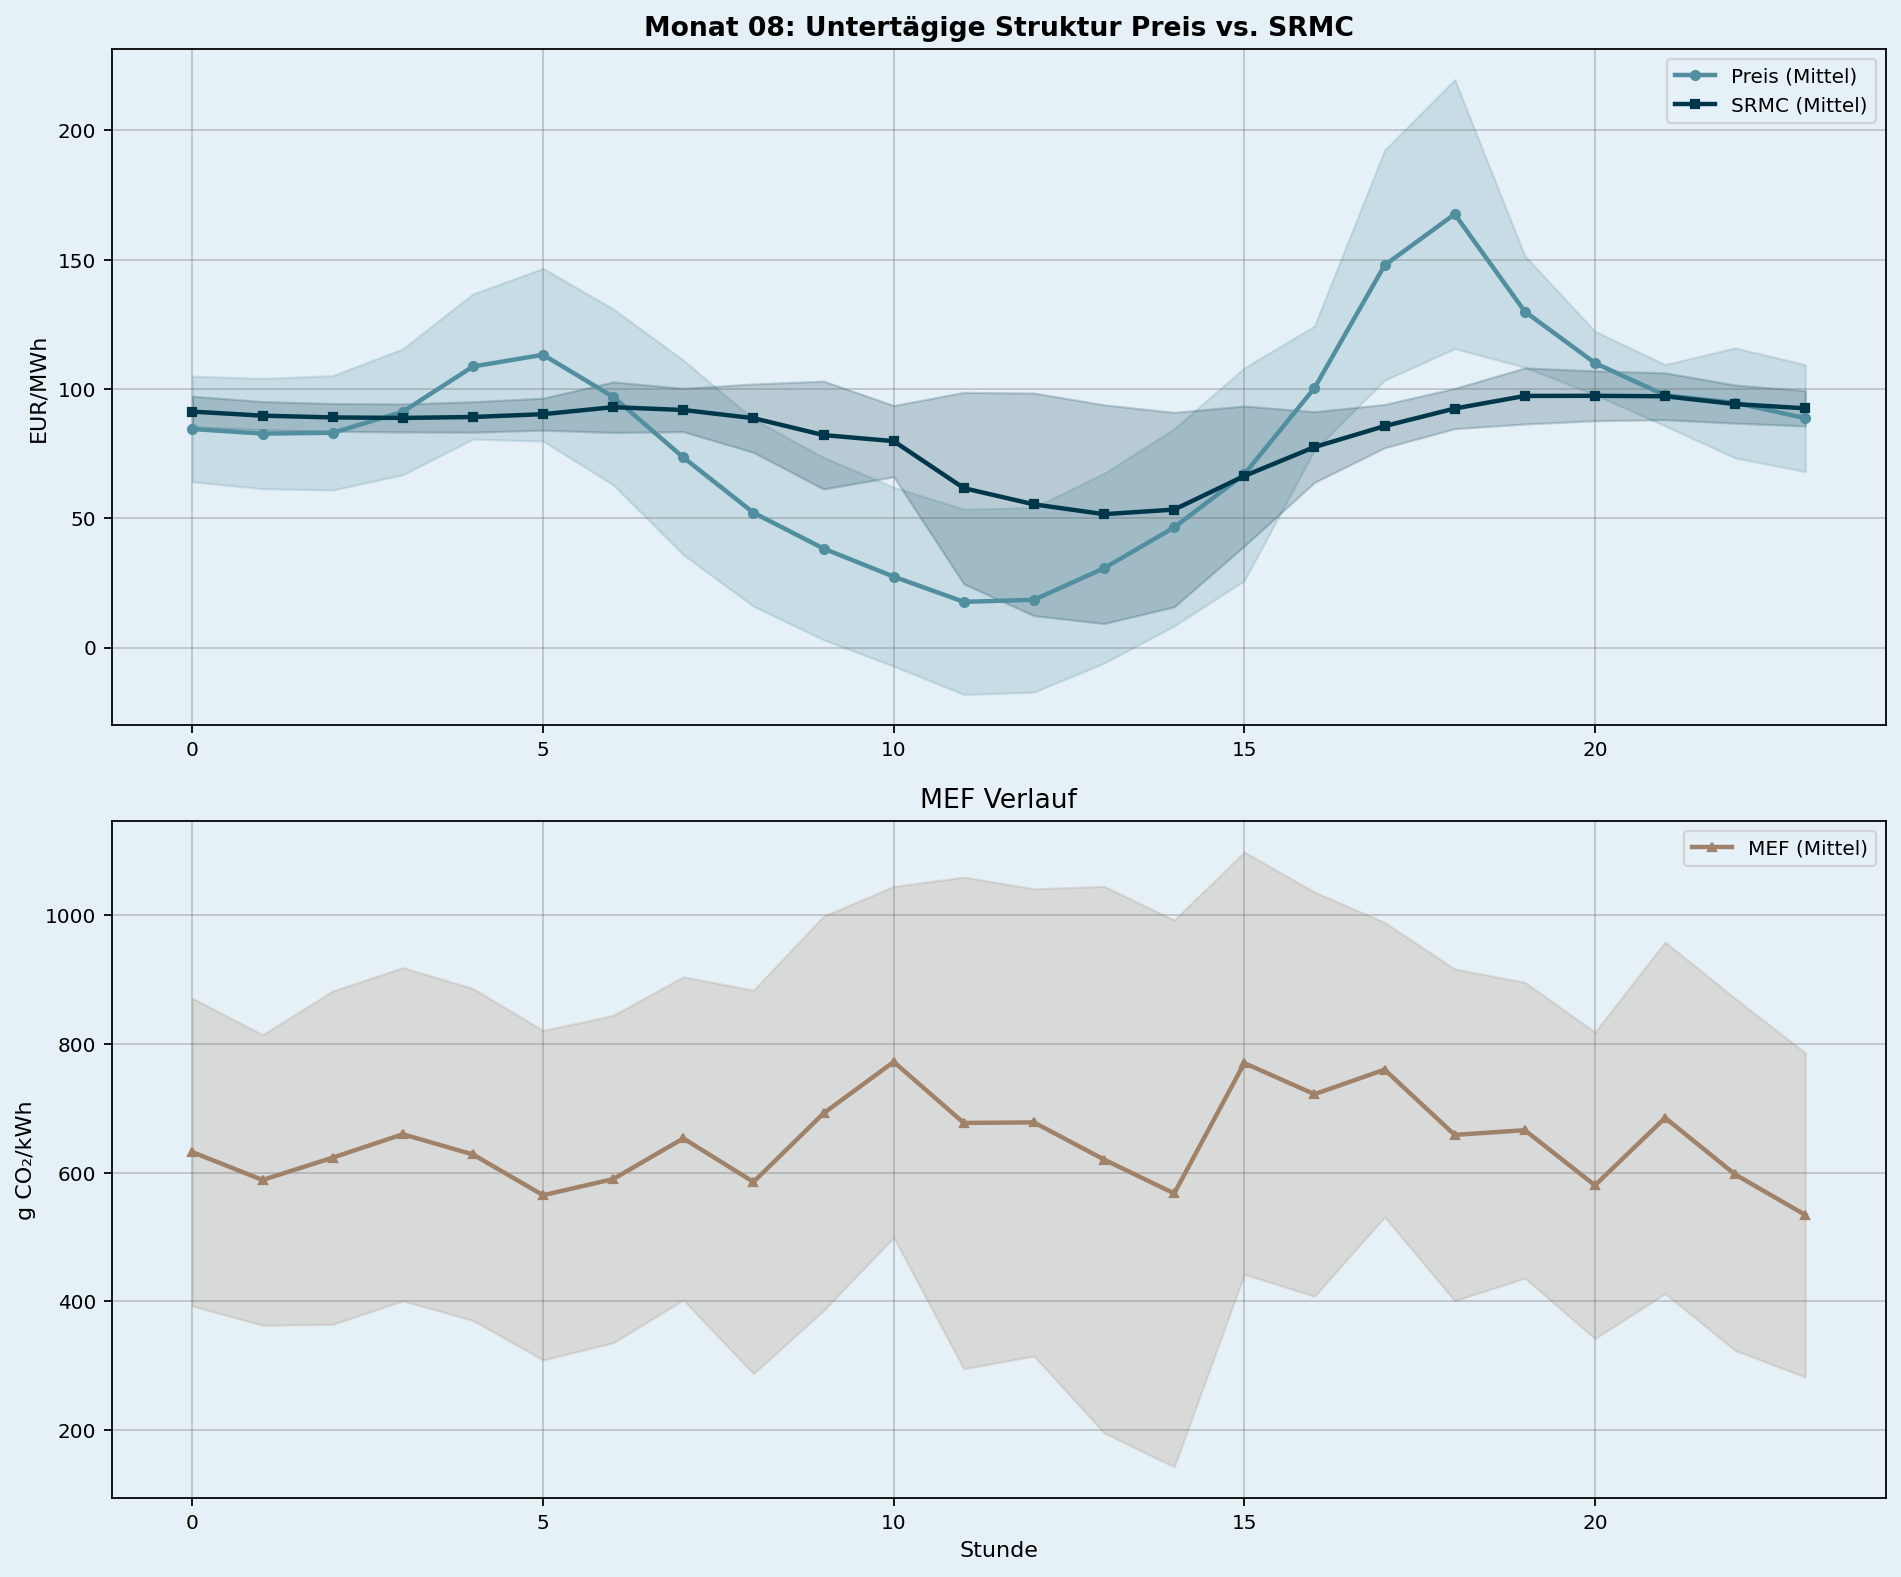 Monat 08: Untertägige Struktur Preis vs. SRMC
Preis (Mittel)
SRMC (Mittel)
EUR/MWh
200
150
100
50
0
0 5 10 15 20
MEF Verlauf
MEF (Mittel)
g CO₂/kWh
1000
800
600
400
200
0 5 10 15 20
Stunde